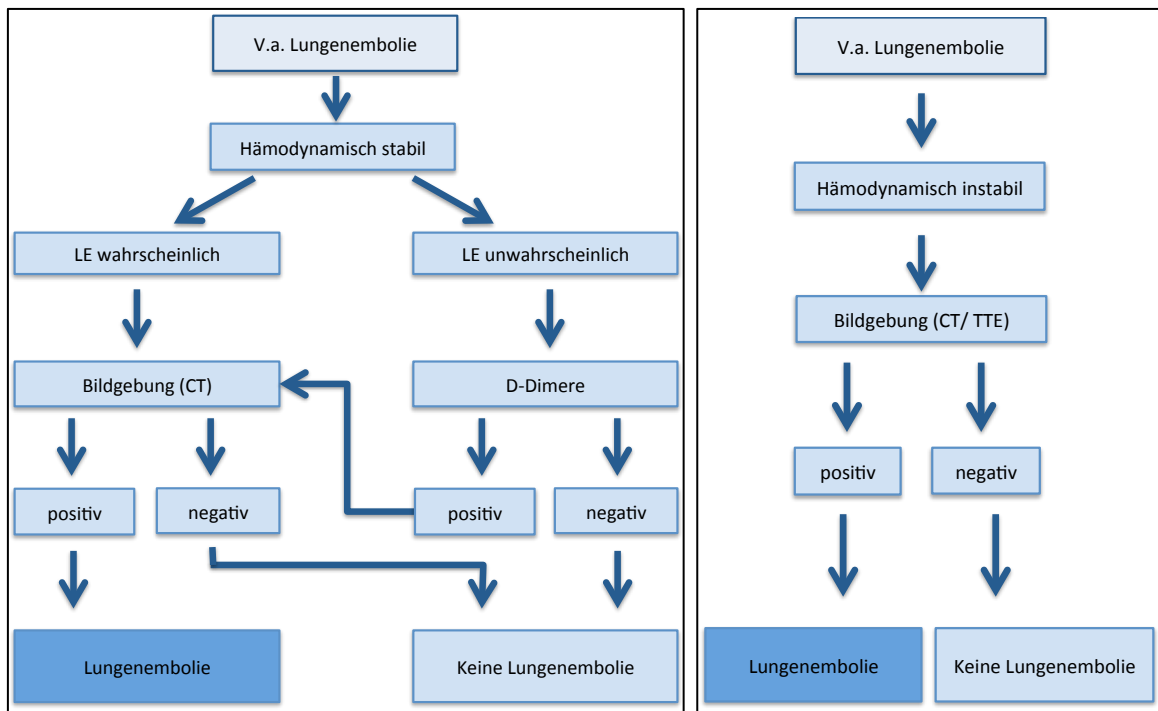 V.a. Lungenembolie
Hämodynamisch stabil
LE wahrscheinlich
LE unwahrscheinlich
Bildgebung (CT)
D-Dimere
positiv
negativ
positiv
negativ
Lungenembolie
Keine Lungenembolie
V.a. Lungenembolie
Hämodynamisch instabil
Bildgebung (CT/ TTE)
positiv
negativ
Lungenembolie
Keine Lungenembolie